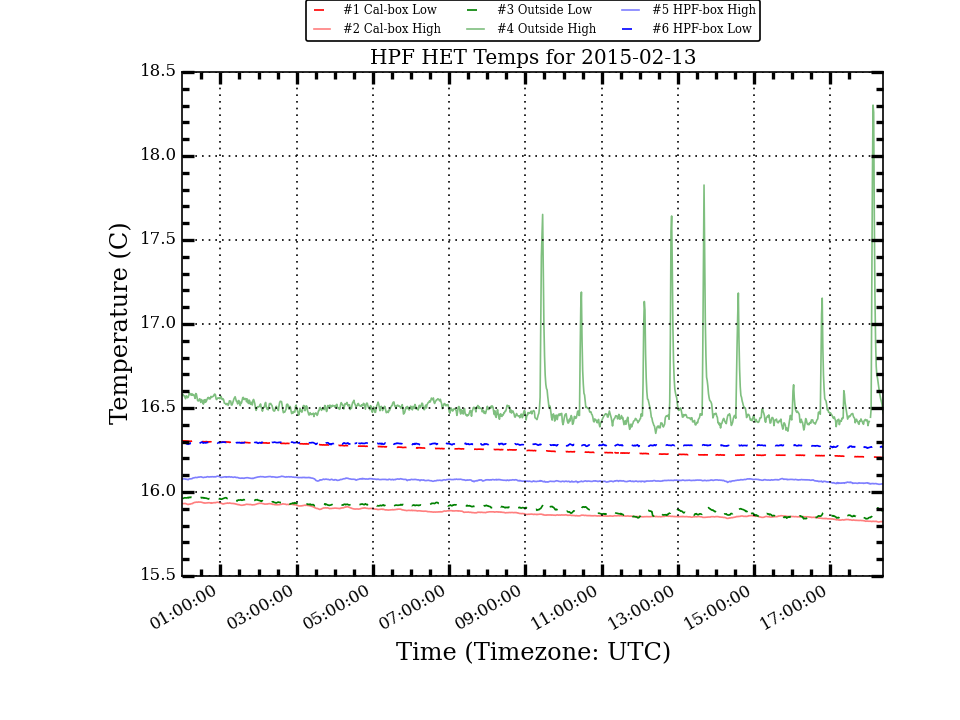 #1 Cal-box Low #3 Outside Low #5 HPF-box High
#2 Cal-box High #4 Outside High #6 HPF-box Low
HPF HET Temps for 2015-02-13
18.5
18.0
17.5
17.0
16.5
16.0
15.5
Temperature (C)
01:00:00 03:00:00 05:00:00 07:00:00 09:00:00 11:00:00 13:00:00 15:00:00 17:00:00
Time (Timezone: UTC)